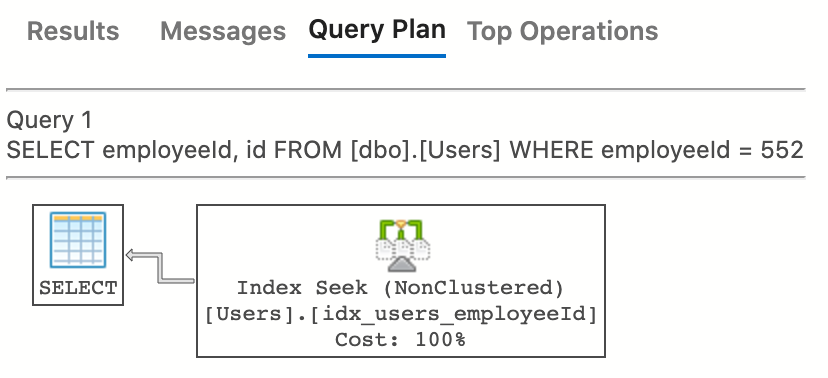 Results Messages Query Plan Top Operations
Query 1
SELECT employeeId, id FROM [dbo].[Users] WHERE employeeId = 552
SELECT
Index Seek (NonClustered)
[Users].[idx_users_employeeId]
Cost: 100%